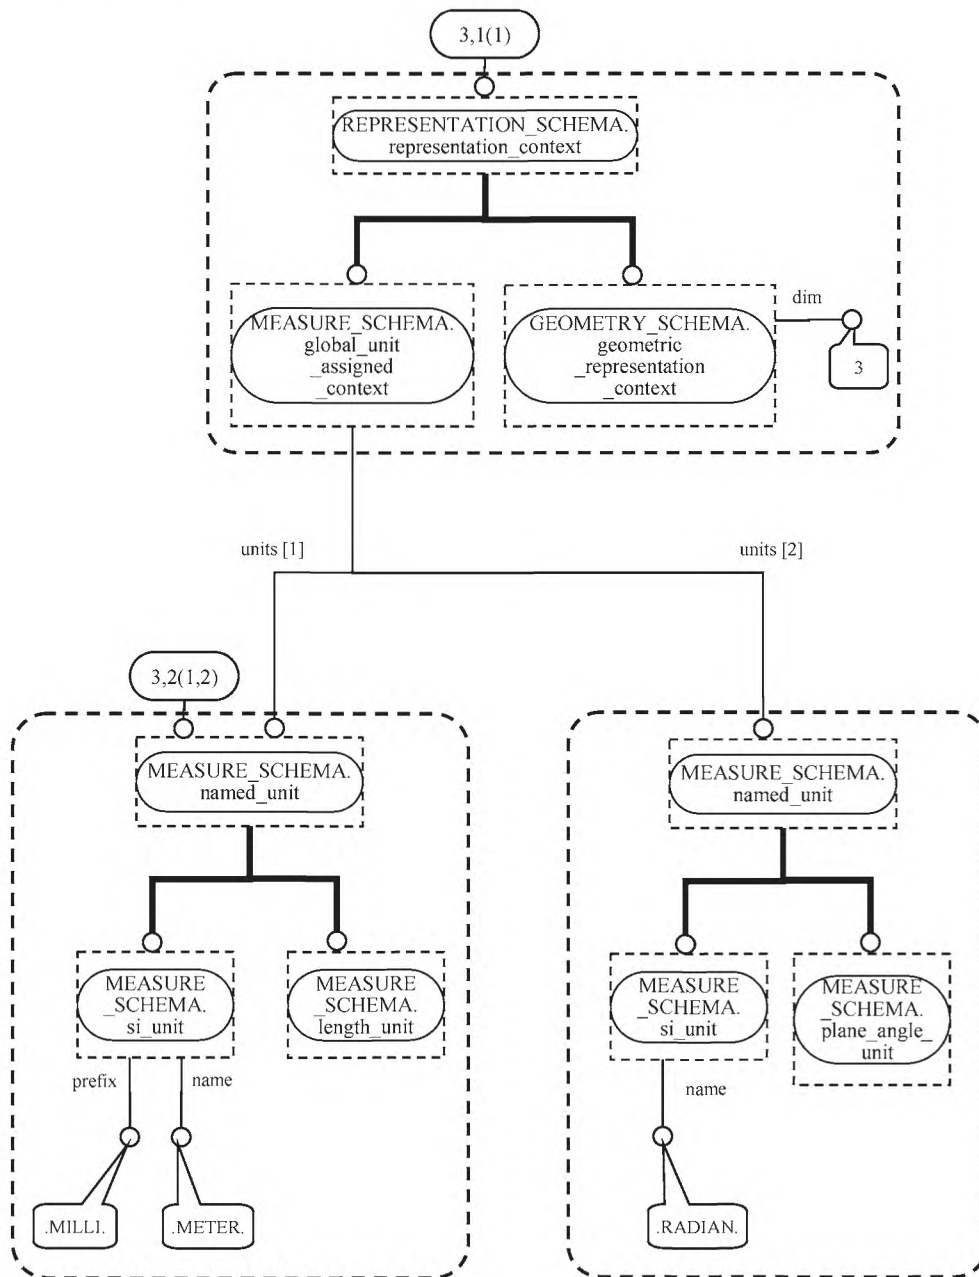 3,1(1)
REPRESENTATION_SCHEMA.
representation_context
MEASURE_SCHEMA.
global_unit
_assigned
_context
GEOMETRY_SCHEMA.
geometric
_representation
_context
dim
3
units [1]
units [2]
3,2(1,2)
MEASURE_SCHEMA.
named_unit
MEASURE_SCHEMA.
named_unit
MEASURE
_SCHEMA.
si_unit
MEASURE
_SCHEMA.
length_unit
MEASURE
_SCHEMA.
si_unit
MEASURE
_SCHEMA.
plane_angle_
unit
prefix
name
name
.MILLI.
.METER.
.RADIAN.